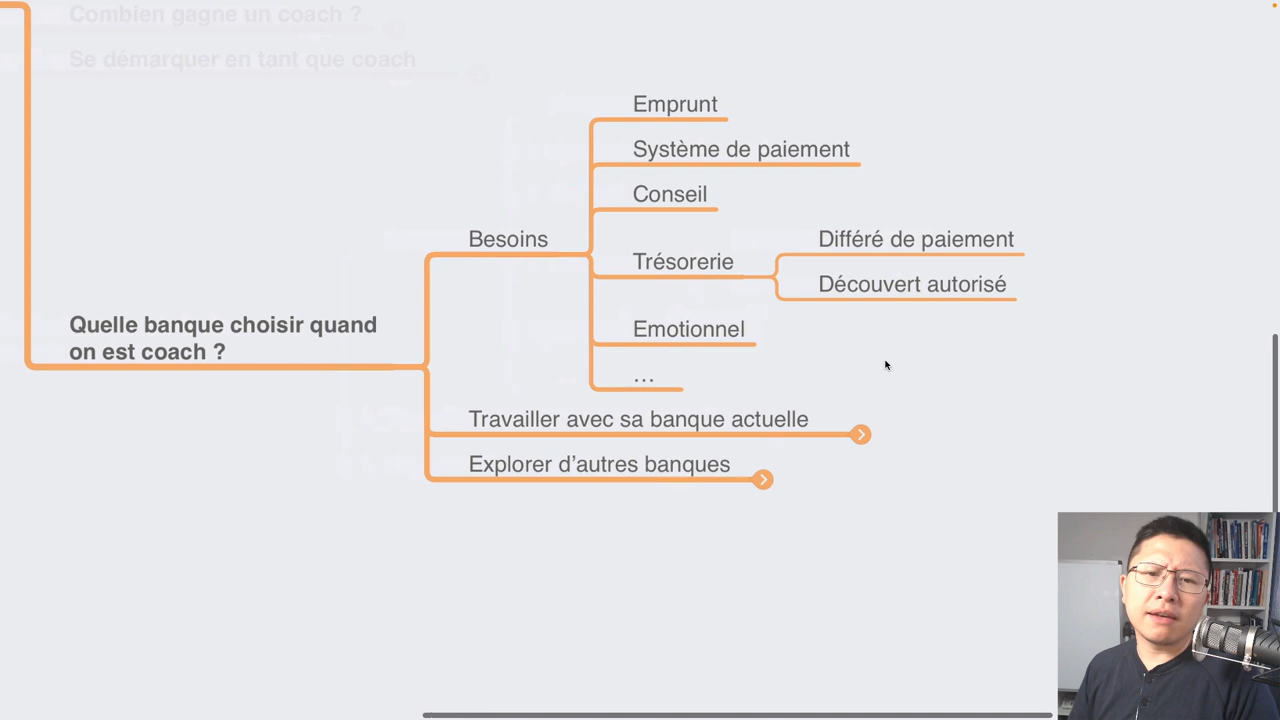 Combien gagne un coach ?
Se démarquer en tant que coach
Emprunt
Système de paiement
Conseil
Besoins
Différé de paiement
Trésorerie
Découvert autorisé
Quelle banque choisir quand
on est coach ?
Emotionnel
...
Travailler avec sa banque actuelle
Explorer d’autres banques